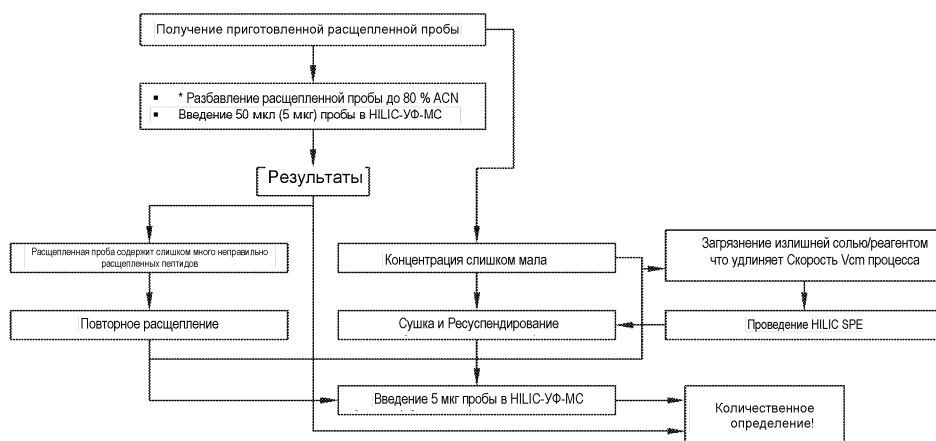 Получение приготовленной расщепленной пробы
▪ * Разбавление расщепленной пробы до 80 % ACN
▪ Введение 50 мкл (5 мкг) пробы в HILIC-УФ-МС
Результаты
Расщепленная проба содержит слишком много неправильно
расщепленных пептидов
Концентрация слишком мала
Загрязнение излишней солью/реагентом
что удлиняет Скорость Vcm процесса
Повторное расщепление
Сушка и Ресуспендирование
Проведение HILIC SPE
Введение 5 мкг пробы в HILIC-УФ-МС
Количественное
определение!